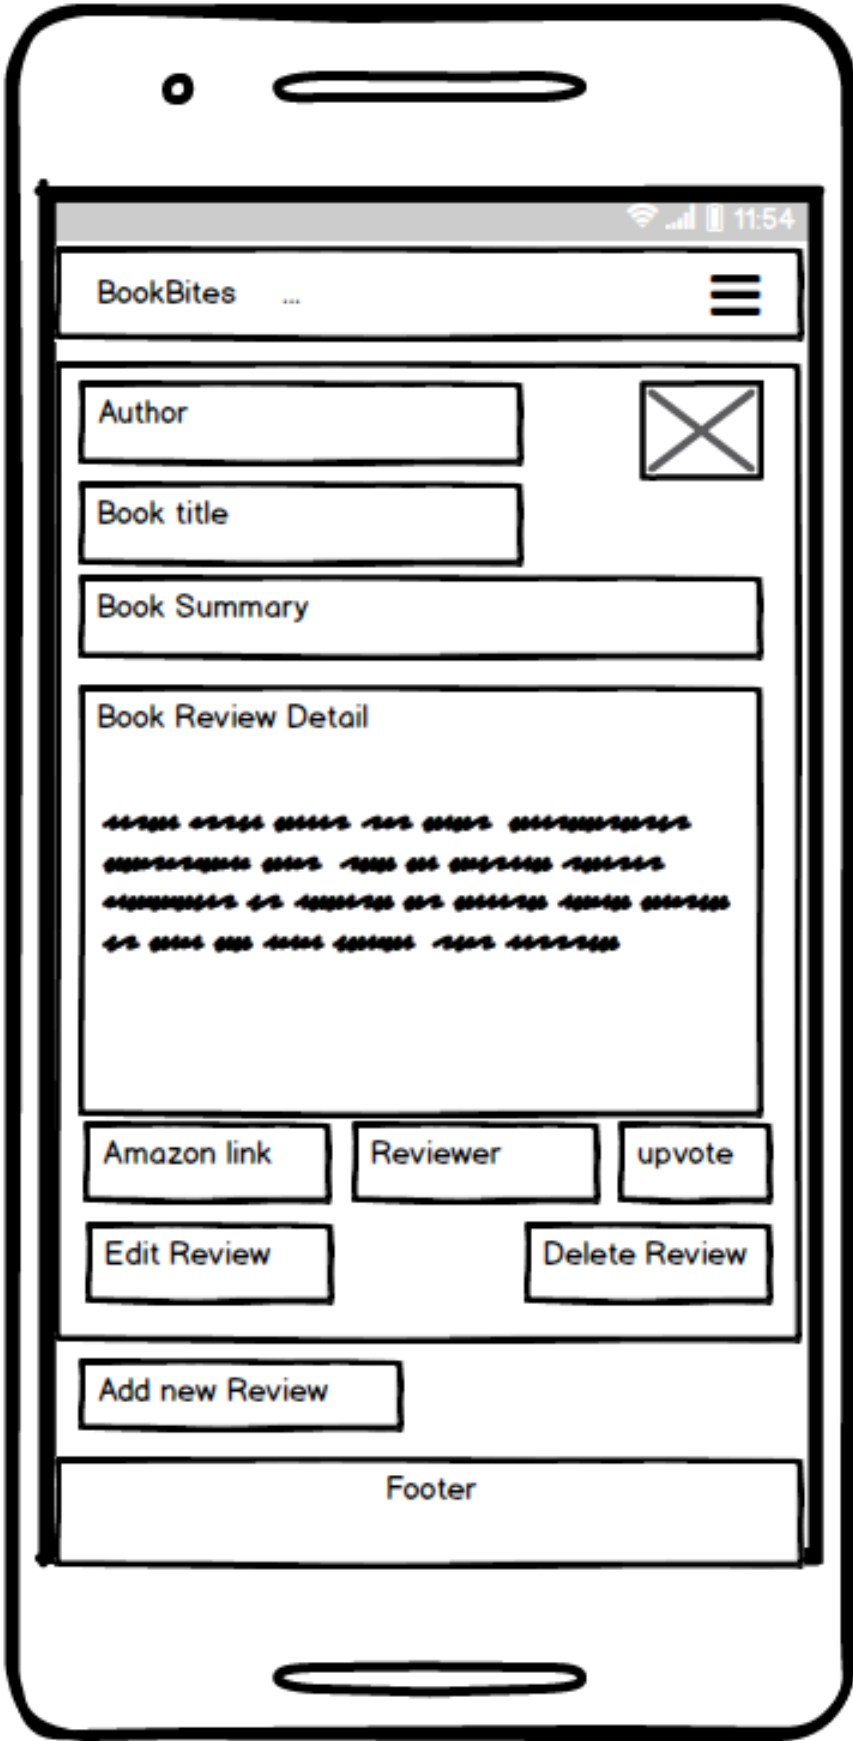 11:54
BookBites ...
Author
Book title
Book Summary
Book Review Detail
Amazon link
Reviewer
upvote
Edit Review
Delete Review
Add new Review
Footer